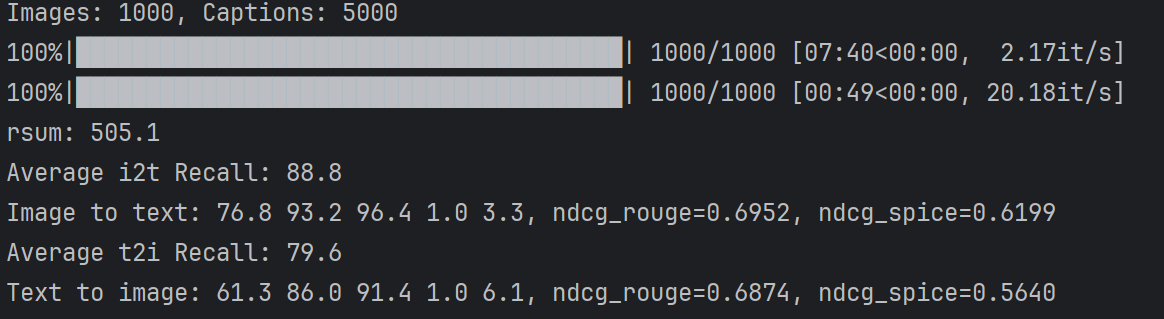 Images: 1000, Captions: 5000
100%|██████████████████████████████████████| 1000/1000 [07:40<00:00,  2.17it/s]
100%|██████████████████████████████████████| 1000/1000 [00:49<00:00, 20.18it/s]
rsum: 505.1
Average i2t Recall: 88.8
Image to text: 76.8 93.2 96.4 1.0 3.3, ndcg_rouge=0.6952, ndcg_spice=0.6199
Average t2i Recall: 79.6
Text to image: 61.3 86.0 91.4 1.0 6.1, ndcg_rouge=0.6874, ndcg_spice=0.5640